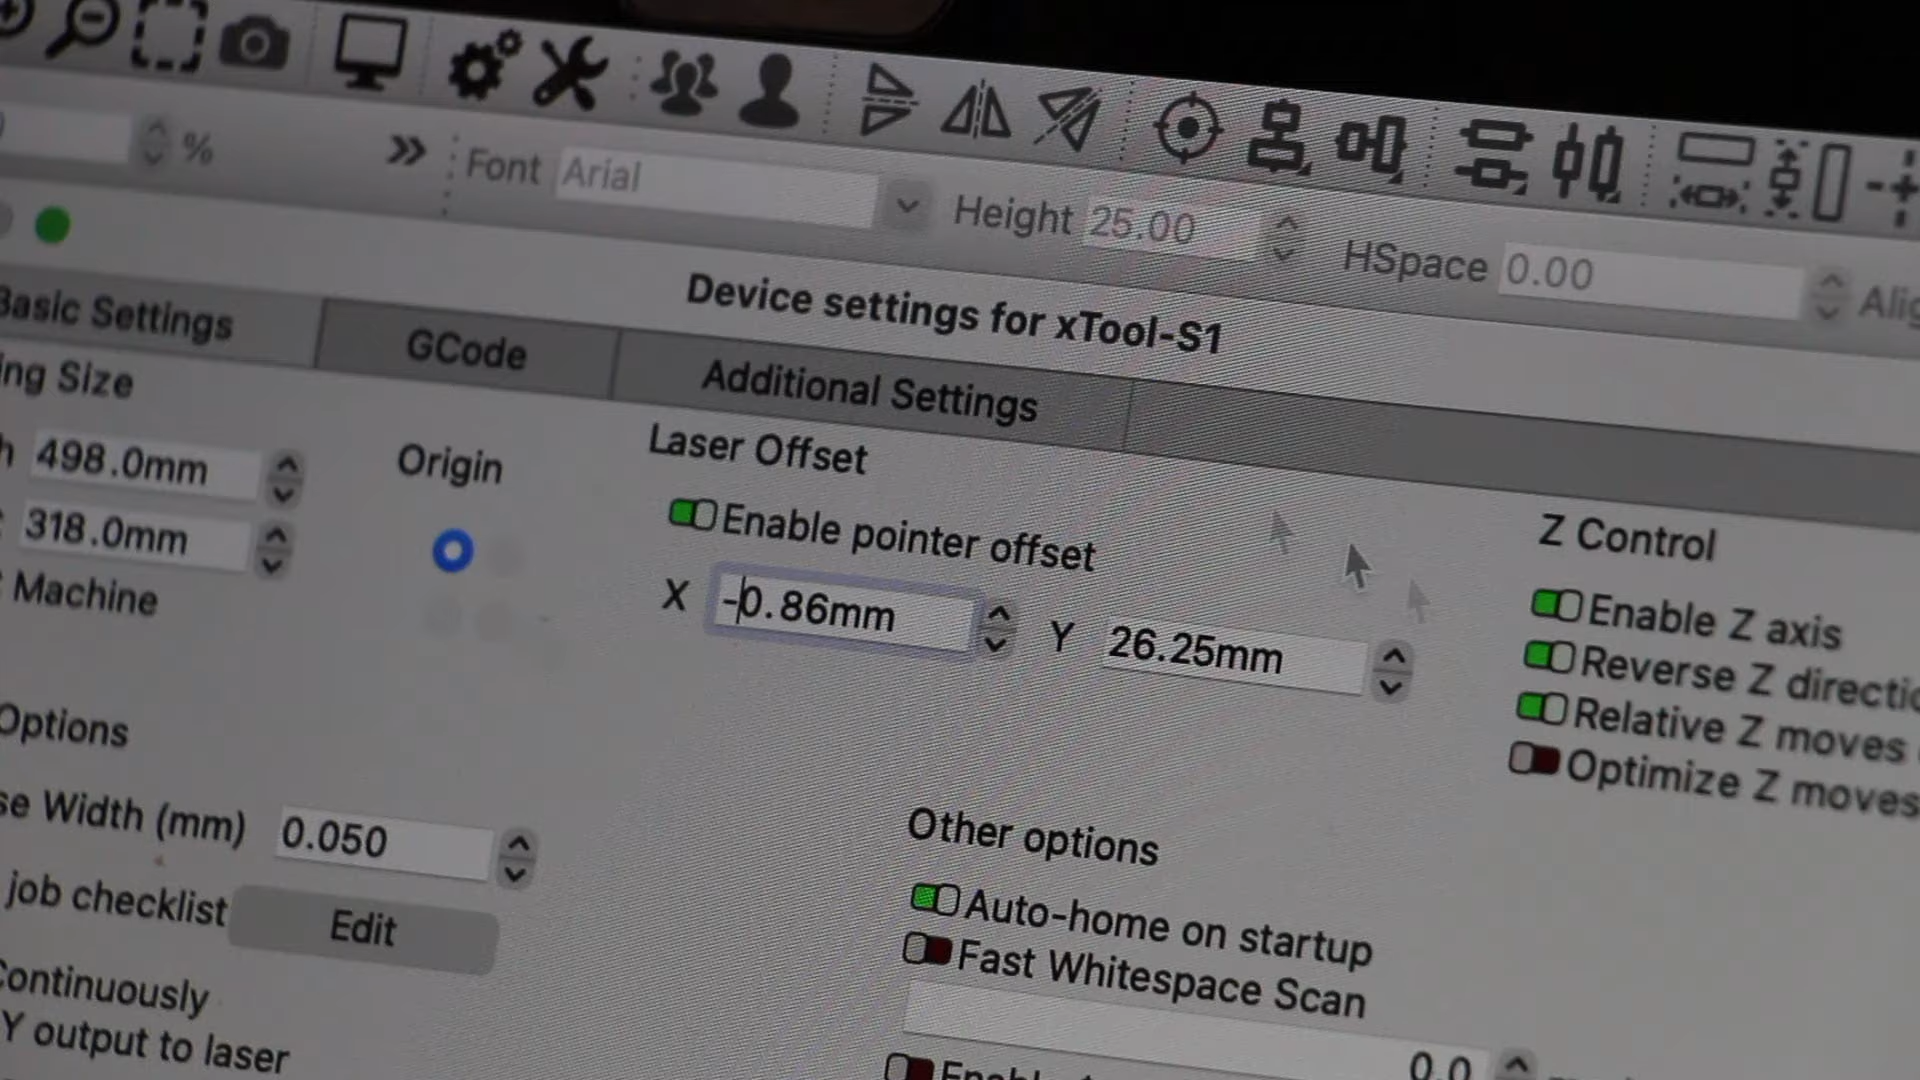 %
Font Arial
Height 25.00
HSpace 0.00
Device settings for xTool-S1
Basic Settings
GCode
Additional Settings
Size
498.0mm
318.0mm
Machine
Origin
Laser Offset
Enable pointer offset
X -0.86mm
Y 26.25mm
Z Control
Enable Z axis
Reverse Z
Relative Z moves
Optimize Z moves
Options
Width (mm) 0.050
job checklist Edit
Continuously
Y output to laser
Other options
Auto-home on startup
Fast Whitespace Scan
0.0